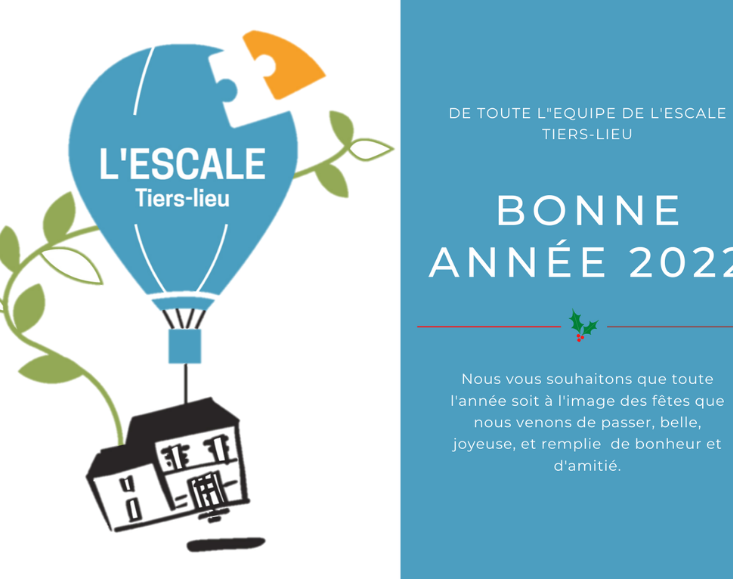 L'ESCALE
Tiers-lieu
DE TOUTE L"EQUIPE DE L'ESCALE
TIERS-LIEU
BONNE
ANNÉE 2022
Nous vous souhaitons que toute
l'année soit à l'image des fêtes que
nous venons de passer, belle,
joyeuse, et remplie  de bonheur et
d'amitié.